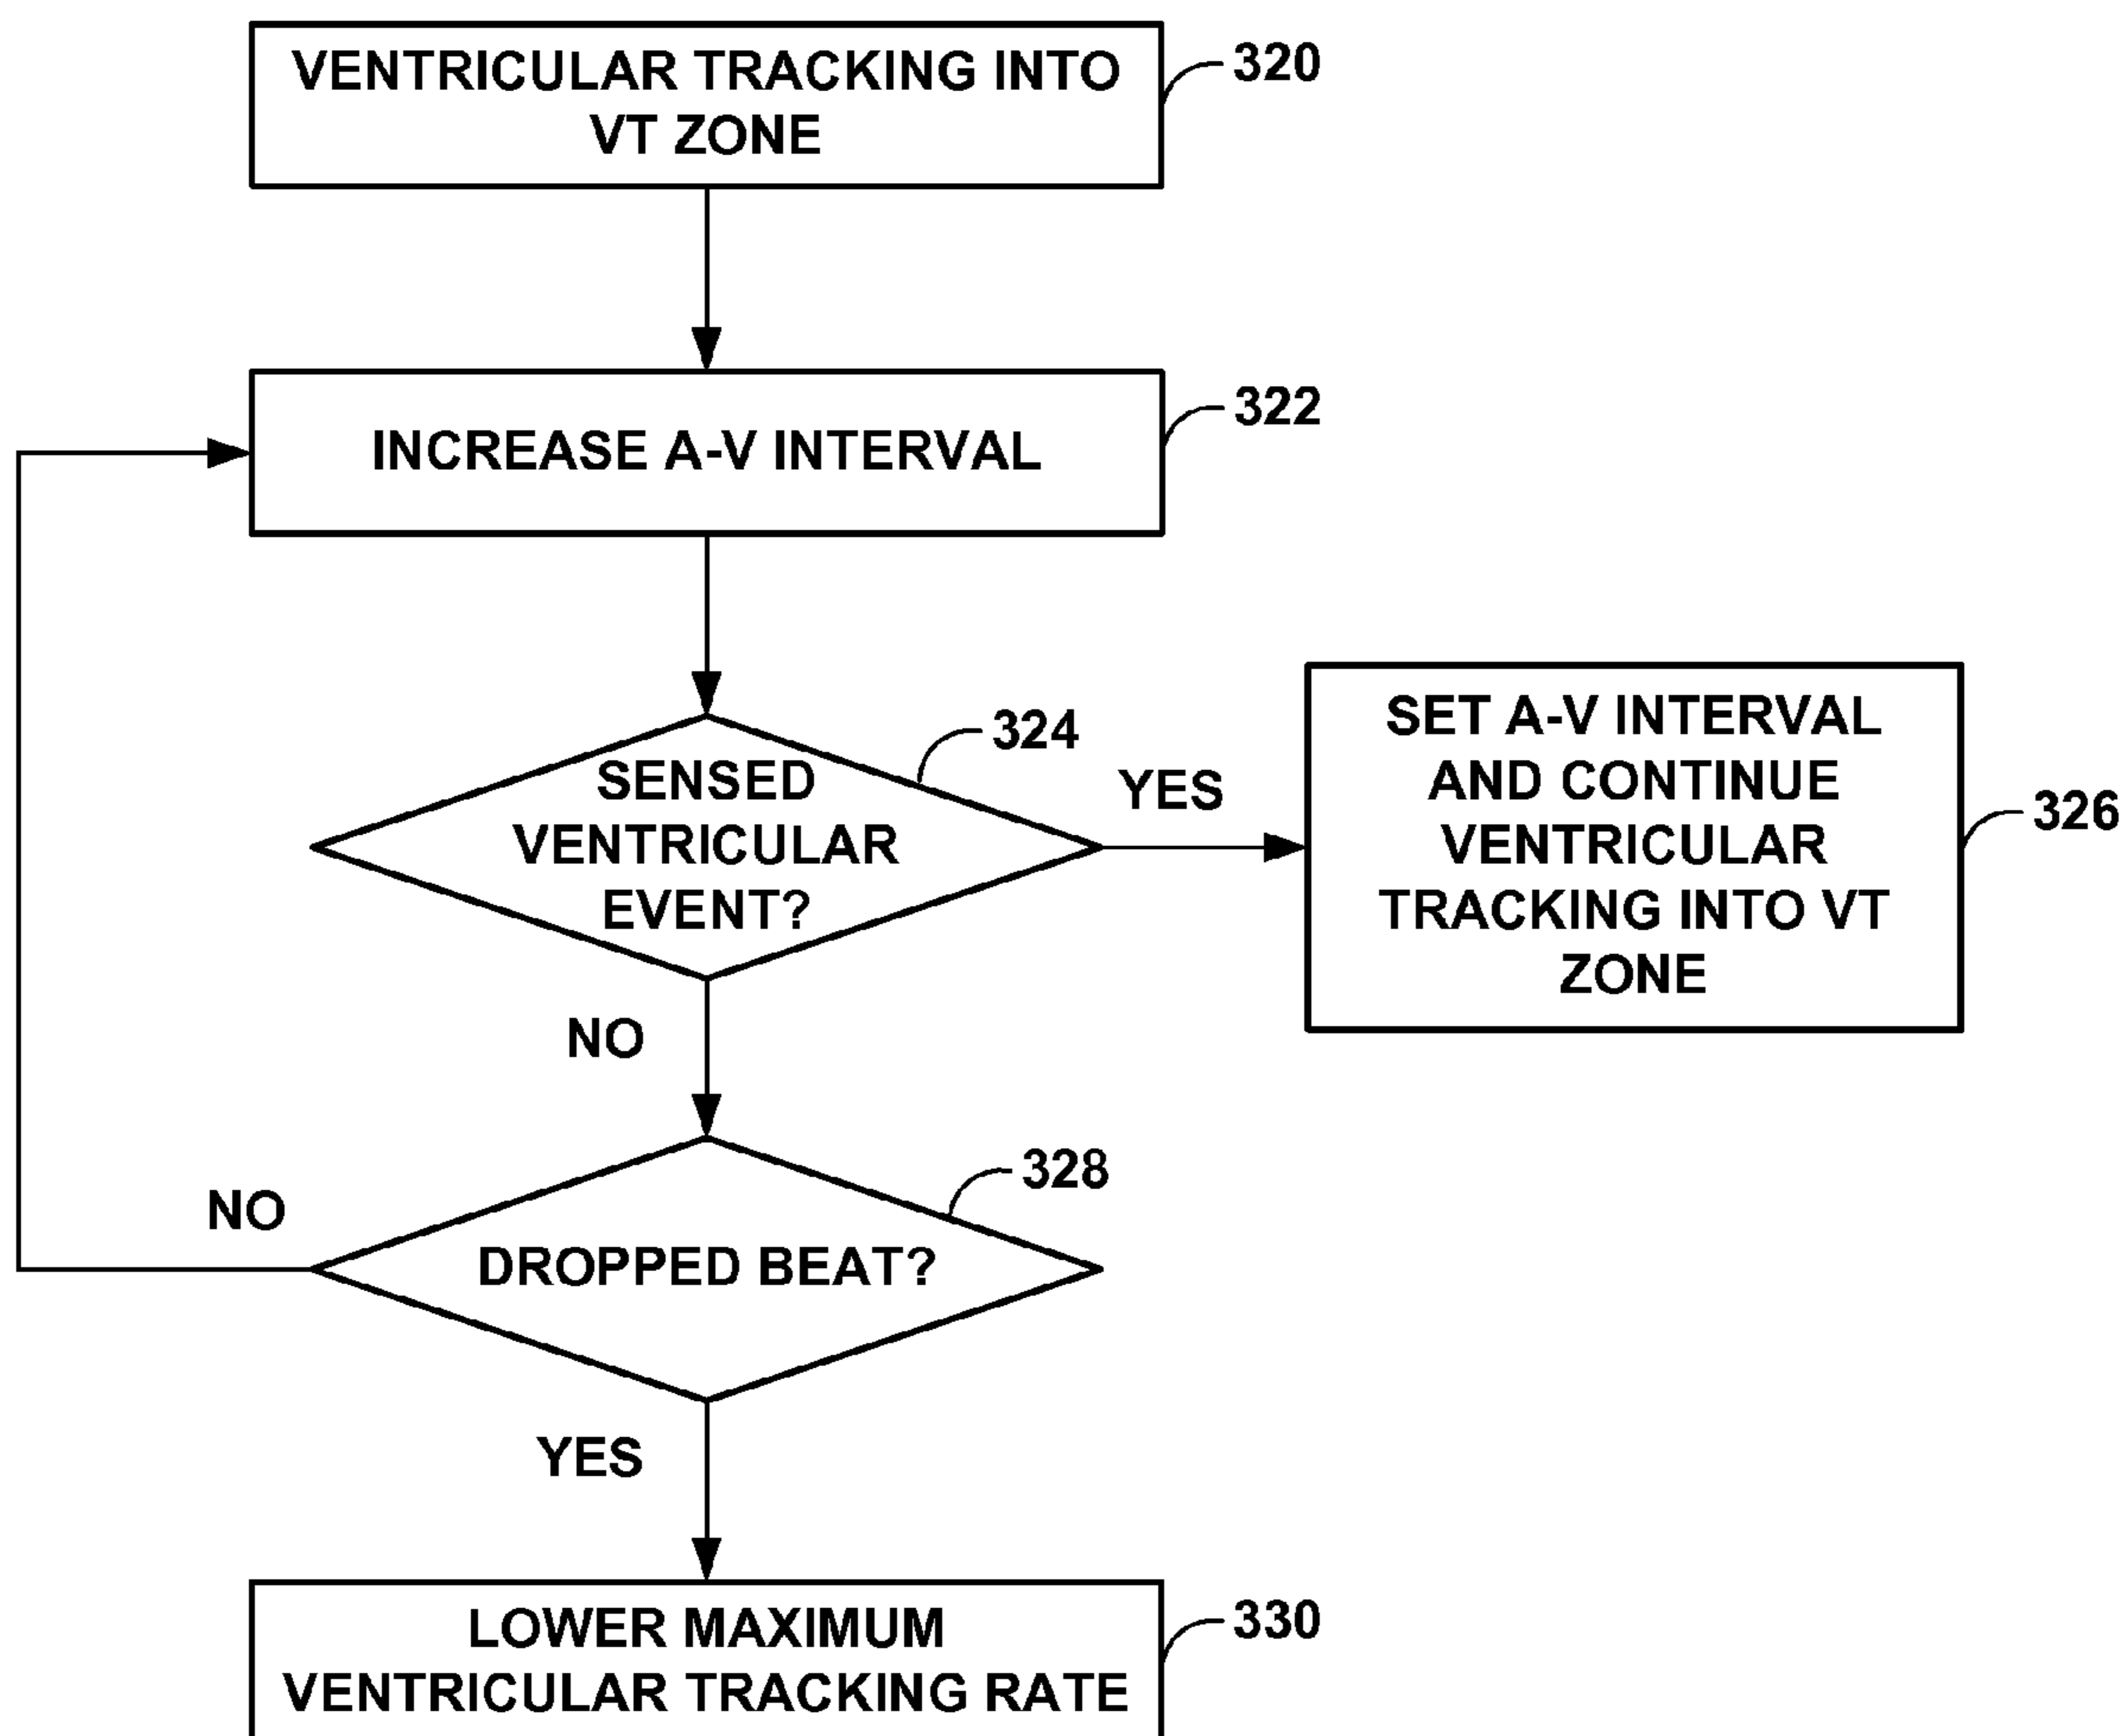 VENTRICULAR TRACKING INTO
VT ZONE
320
INCREASE A-V INTERVAL
322
SENSED
VENTRICULAR
EVENT?
324
YES
SET A-V INTERVAL
AND CONTINUE
VENTRICULAR
TRACKING INTO VT
ZONE
326
NO
DROPPED BEAT?
328
NO
YES
LOWER MAXIMUM
VENTRICULAR TRACKING RATE
330